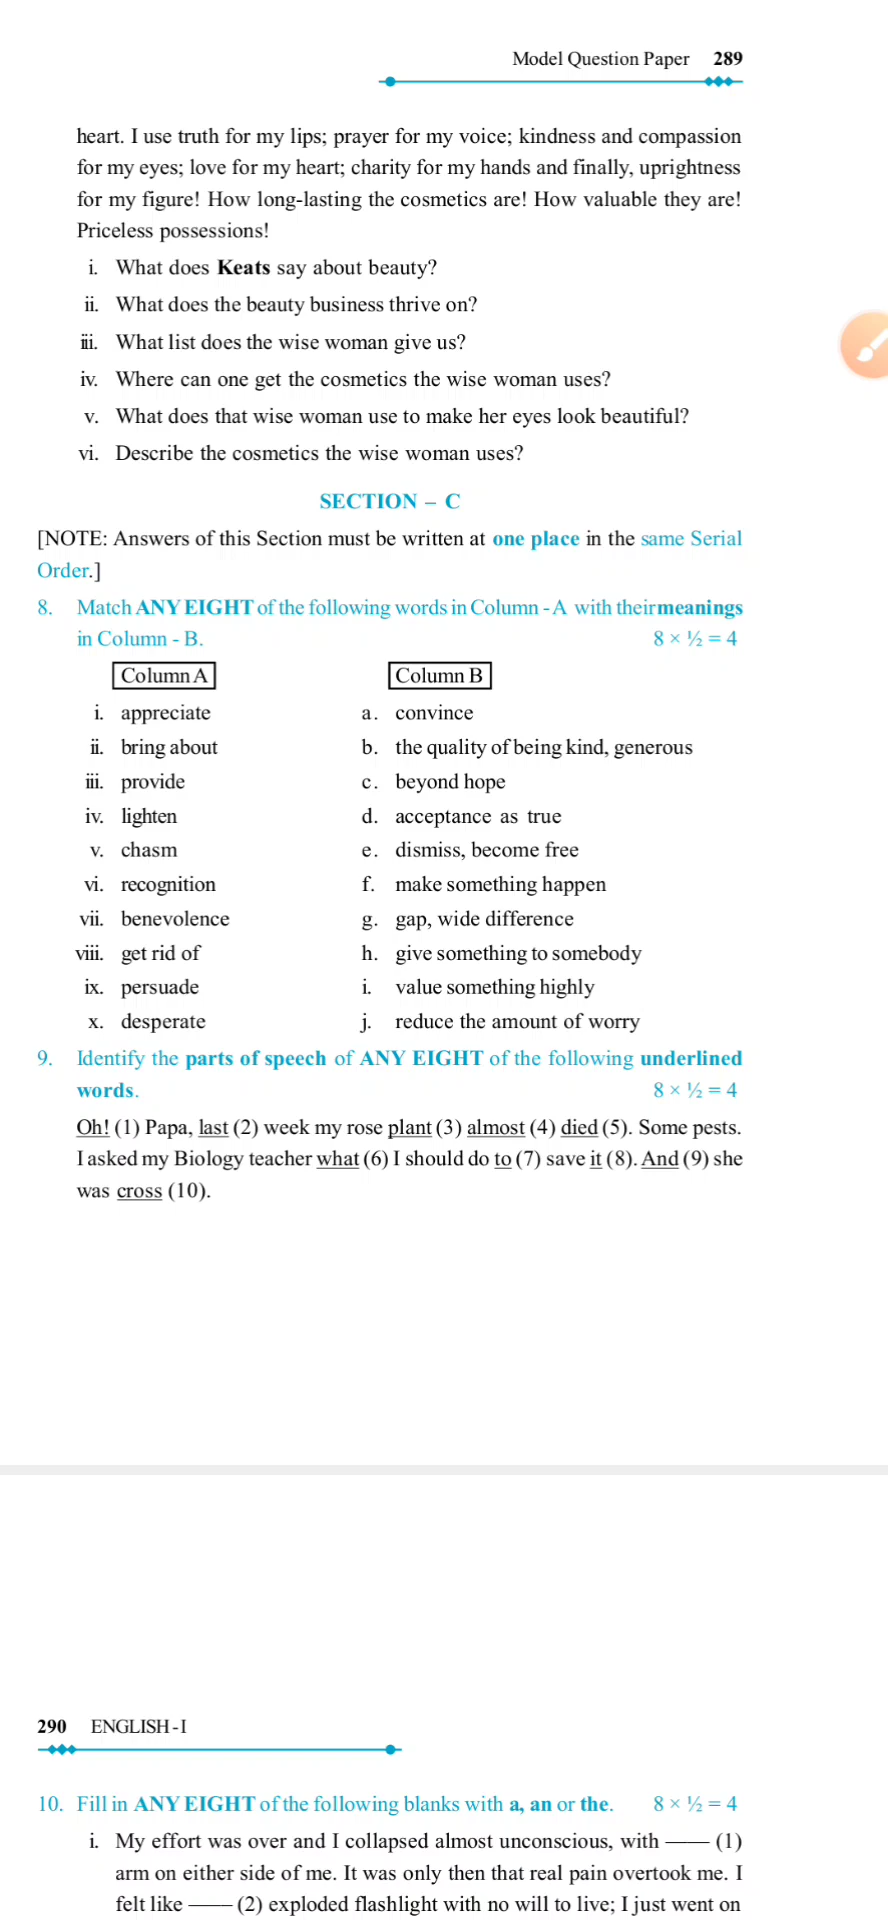 Model Question Paper 289
heart. I use truth for my lips; prayer for my voice; kindness and compassion
for my eyes; love for my heart; charity for my hands and finally, uprightness
for my figure! How long-lasting the cosmetics are! How valuable they are!
Priceless possessions!
i. What does Keats say about beauty?
ii. What does the beauty business thrive on?
iii. What list does the wise woman give us?
iv. Where can one get the cosmetics the wise woman uses?
v. What does that wise woman use to make her eyes look beautiful?
vi. Describe the cosmetics the wise woman uses?
SECTION – C
[NOTE: Answers of this Section must be written at one place in the same Serial
Order.]
8. Match ANY EIGHT of the following words in Column - A with their meanings
in Column - B. 8 × ½ = 4
Column A Column B
i. appreciate a. convince
ii. bring about b. the quality of being kind, generous
iii. provide c. beyond hope
iv. lighten d. acceptance as true
v. chasm e. dismiss, become free
vi. recognition f. make something happen
vii. benevolence g. gap, wide difference
viii. get rid of h. give something to somebody
ix. persuade i. value something highly
x. desperate j. reduce the amount of worry
9. Identify the parts of speech of ANY EIGHT of the following underlined
words. 8 × ½ = 4
Oh! (1) Papa, last (2) week my rose plant (3) almost (4) died (5). Some pests.
I asked my Biology teacher what (6) I should do to (7) save it (8). And (9) she
was cross (10).
290 ENGLISH - I
10. Fill in ANY EIGHT of the following blanks with a, an or the. 8 × ½ = 4
i. My effort was over and I collapsed almost unconscious, with —— (1)
arm on either side of me. It was only then that real pain overtook me. I
felt like —— (2) exploded flashlight with no will to live; I just went on